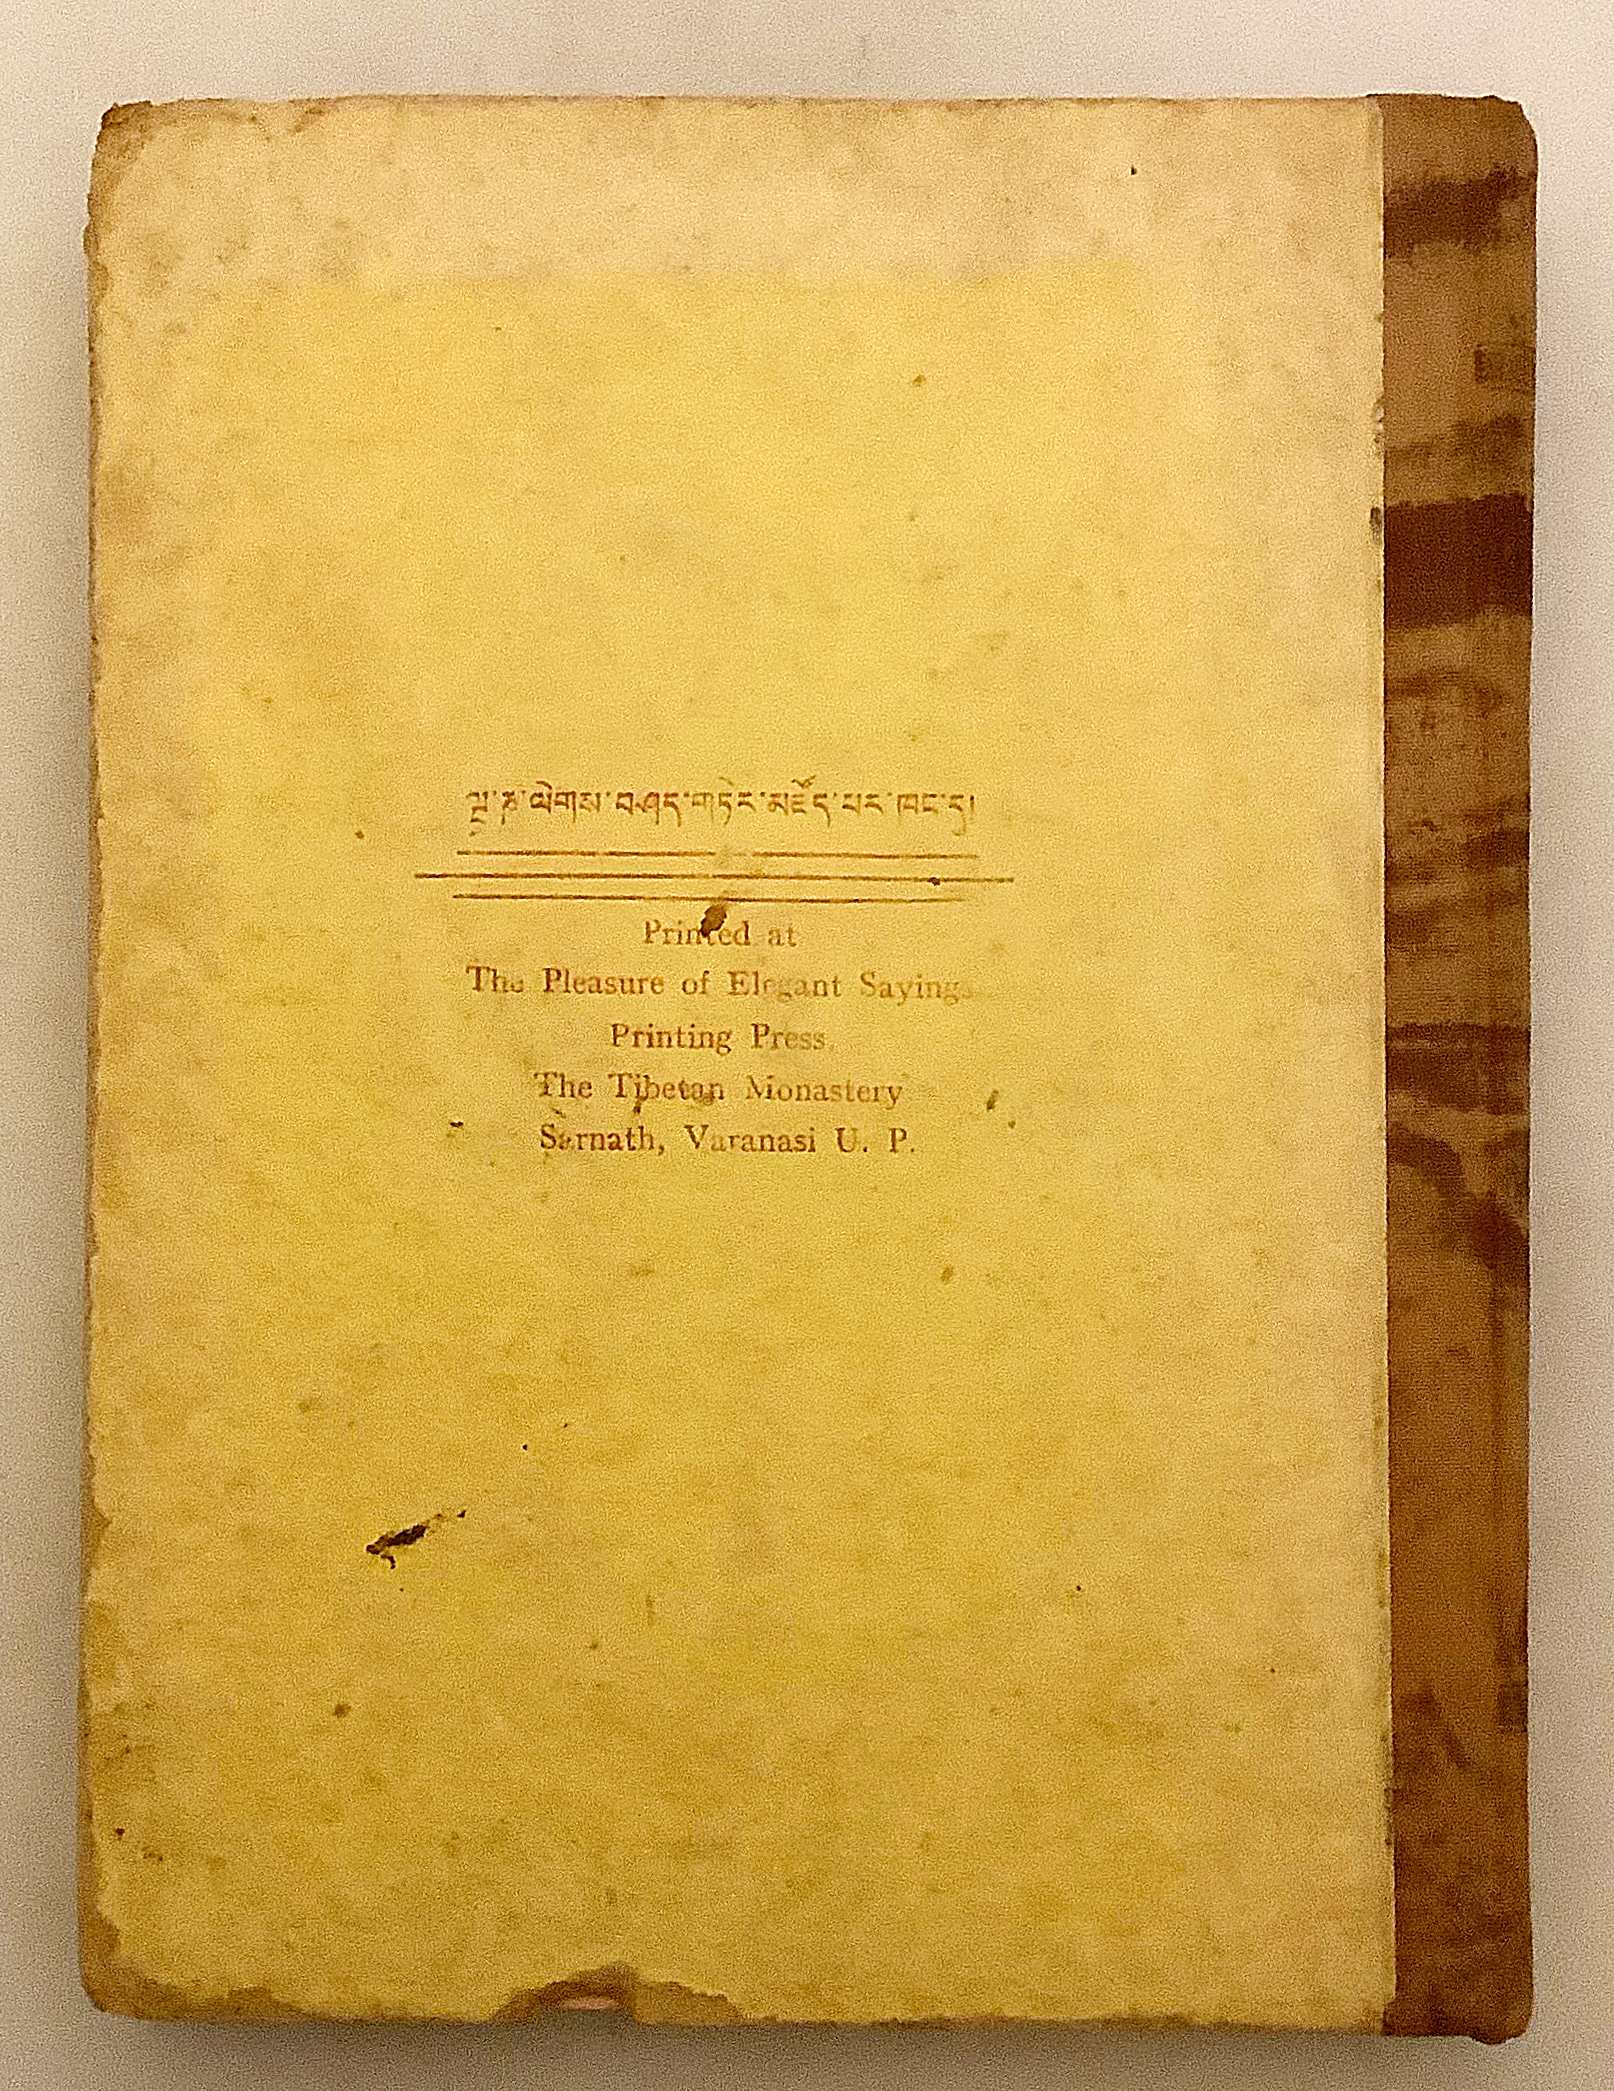 ཝཱ་ཎ་ལེགས་བཤད་གཏེར་མཛོད་པར་ཁང་དུ།
Printed at
The Pleasure of Elegant Sayings
Printing Press,
The Tibetan Monastery
Sarnath, Varanasi U. P.